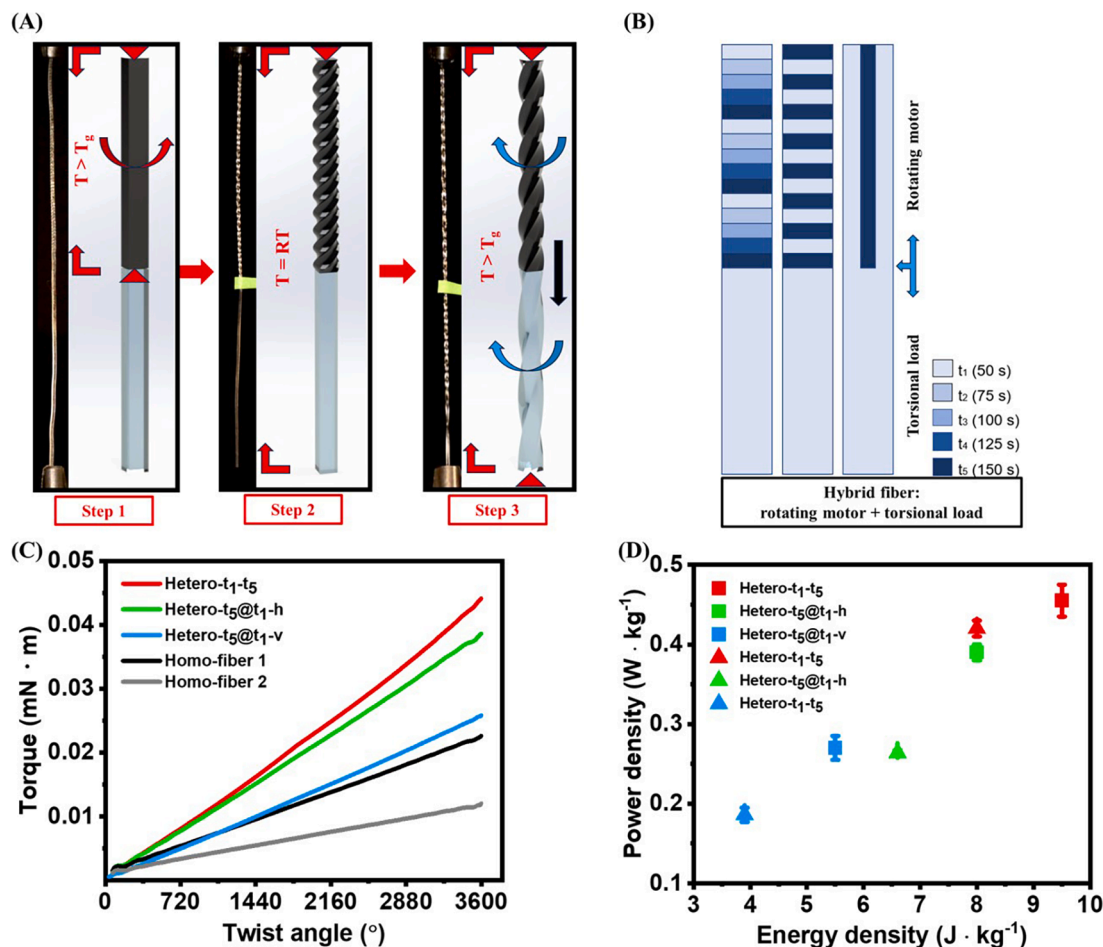 (A)
T > Tg
T = RT
T > Tg
Step 1
Step 2
Step 3
(B)
Rotating motor
Torsional load
t₁ (50 s)
t₂ (75 s)
t₃ (100 s)
t₄ (125 s)
t₅ (150 s)
Hybrid fiber:
rotating motor + torsional load
(C)
Torque (mN · m)
0.05
0.04
0.03
0.02
0.01
Hetero-t₁-t₅
Hetero-t₅@t₁-h
Hetero-t₅@t₁-v
Homo-fiber 1
Homo-fiber 2
0 720 1440 2160 2880 3600
Twist angle (°)
(D)
Power density (W · kg⁻¹)
0.5
0.4
0.3
0.2
0.1
Hetero-t₁-t₅
Hetero-t₅@t₁-h
Hetero-t₅@t₁-v
Hetero-t₁-t₅
Hetero-t₅@t₁-h
Hetero-t₁-t₅
3 4 5 6 7 8 9 10
Energy density (J · kg⁻¹)